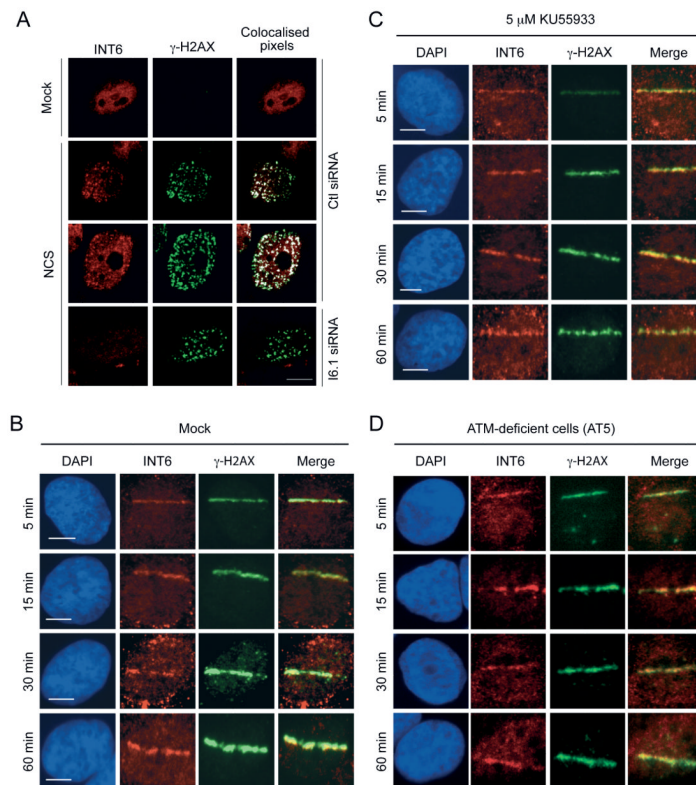 A
INT6
γ-H2AX
Colocalised
pixels
Mock
NCS
Ctl siRNA
I6.1 siRNA
B
Mock
DAPI
INT6
γ-H2AX
Merge
5 min
15 min
30 min
60 min
C
5 μM KU55933
DAPI
INT6
γ-H2AX
Merge
5 min
15 min
30 min
60 min
D
ATM-deficient cells (AT5)
DAPI
INT6
γ-H2AX
Merge
5 min
15 min
30 min
60 min